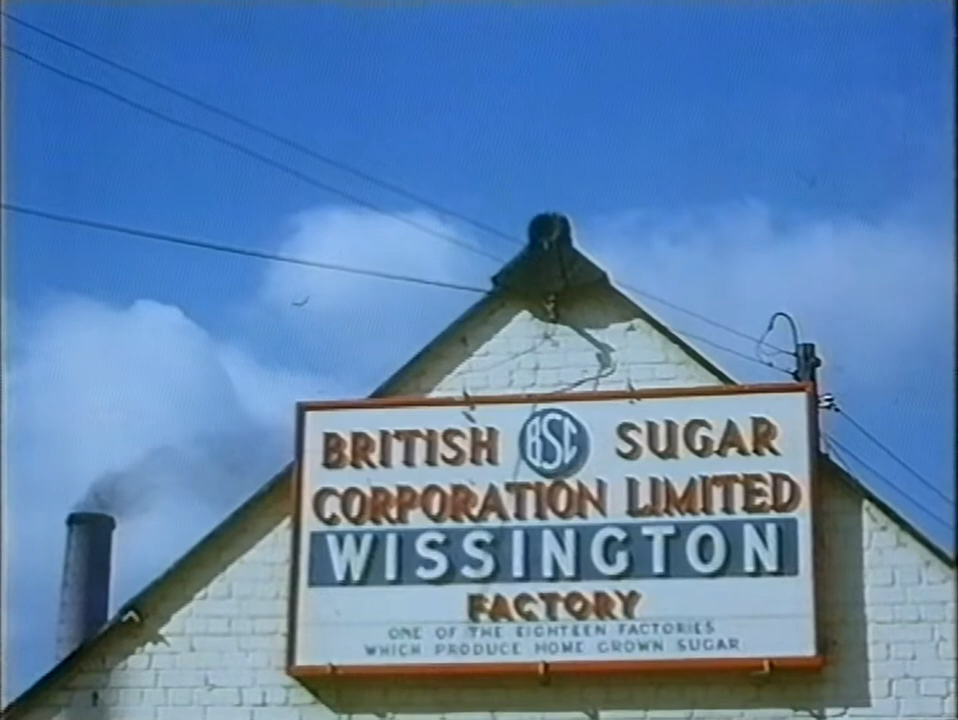 BRITISH BSC SUGAR
CORPORATION LIMITED
WISSINGTON
FACTORY
ONE OF THE EIGHTEEN FACTORIES
WHICH PRODUCE HOME GROWN SUGAR